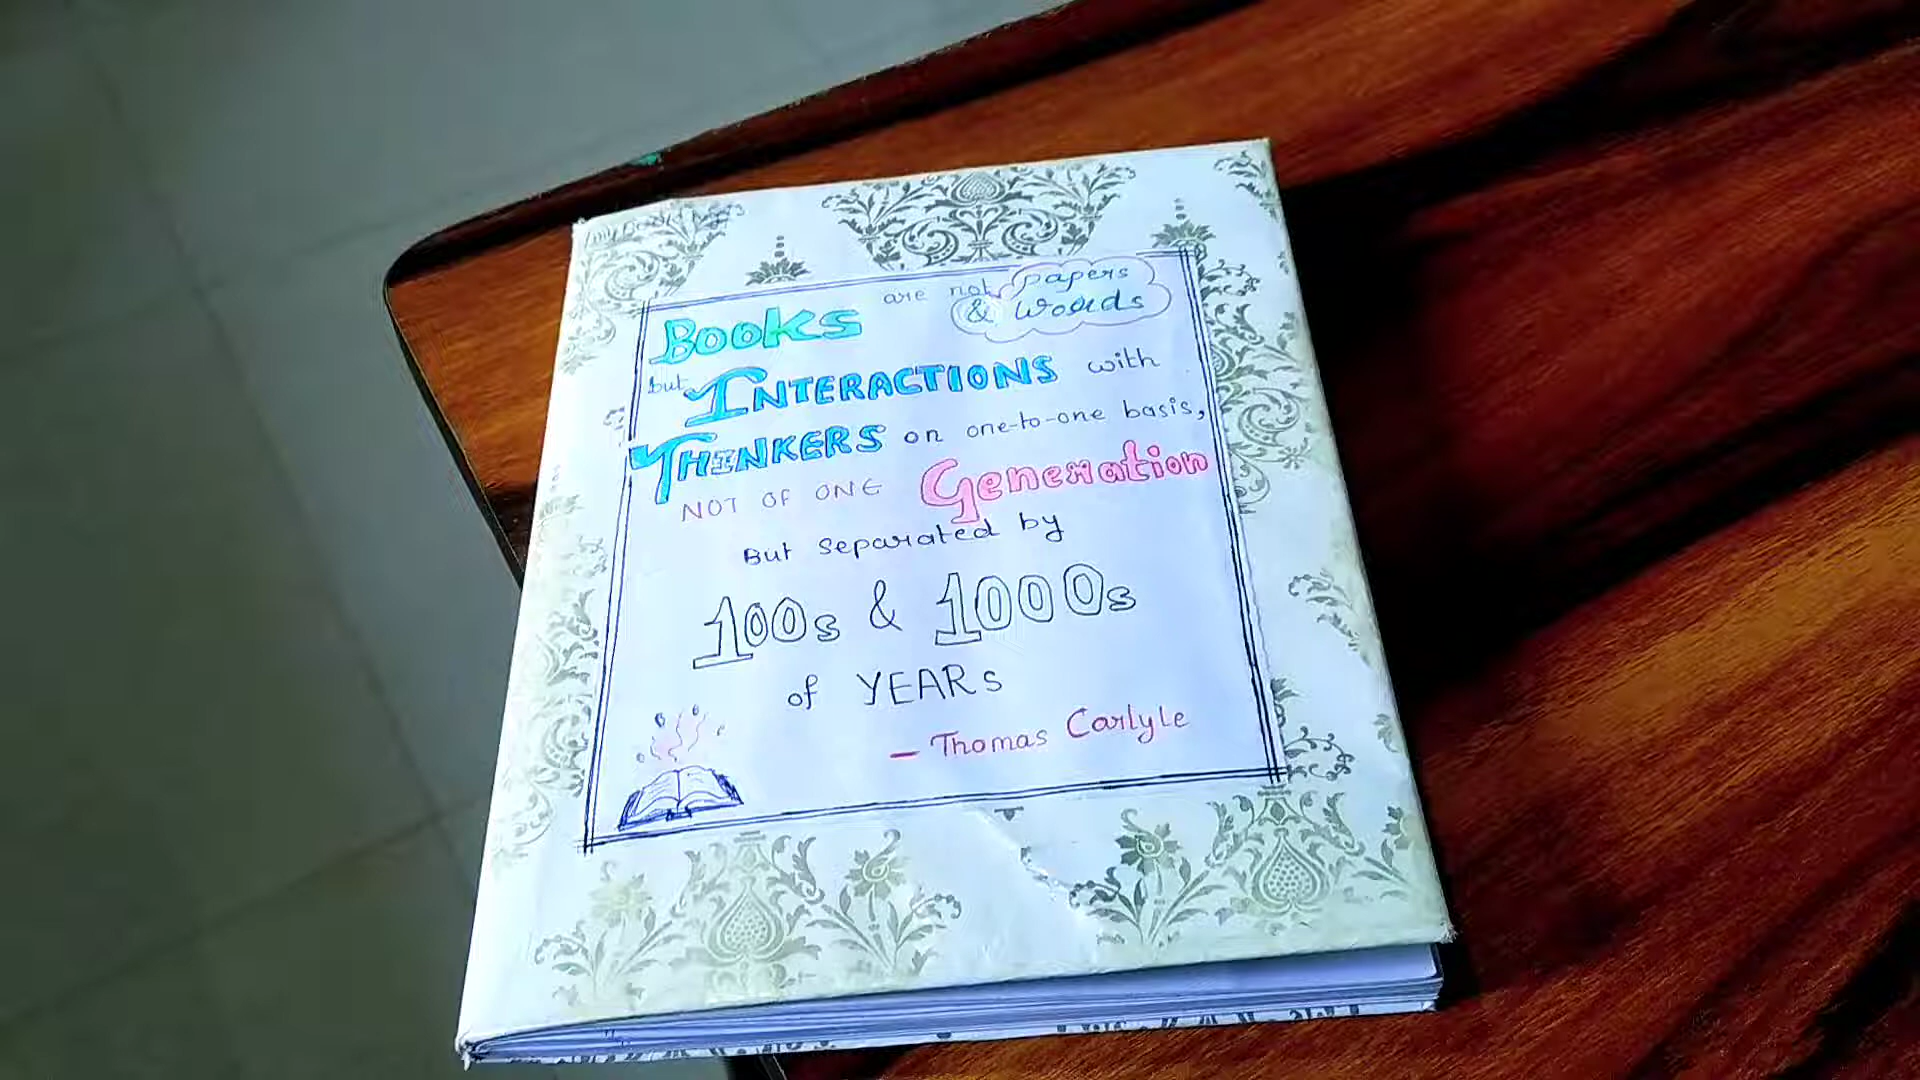 Books are not papers
& words
but INTERACTIONS with
THINKERS on one-to-one basis,
NOT OF ONE Generation
But separated by
100s & 1000s
of YEARs
– Thomas Carlyle